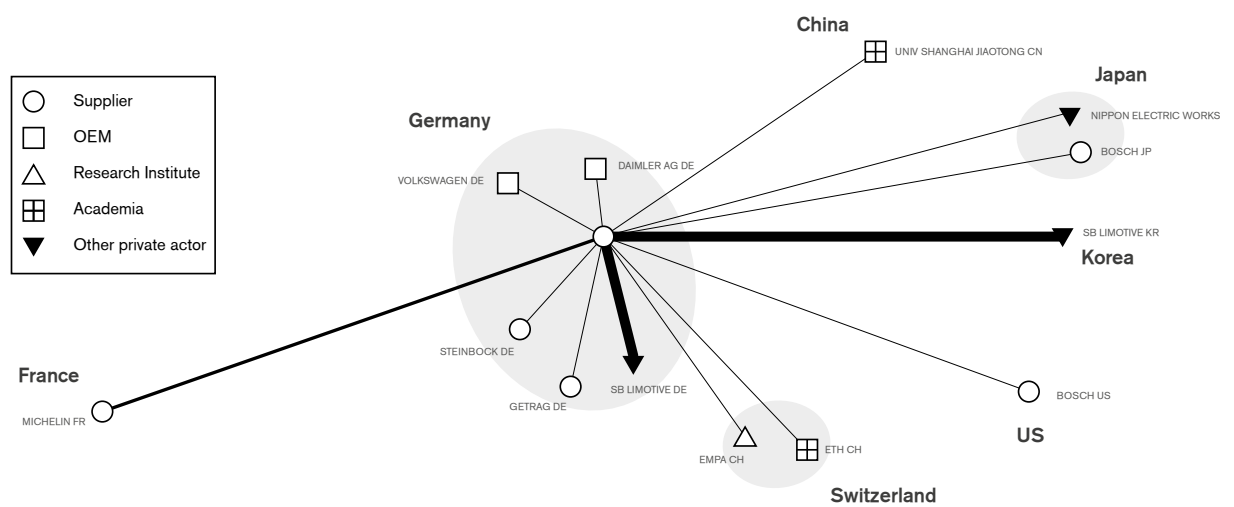 China
UNIV SHANGHAI JIAOTONG CN
Japan
NIPPON ELECTRIC WORKS
BOSCH JP
Supplier
OEM
Research Institute
Academia
Other private actor
Germany
DAIMLER AG DE
VOLKSWAGEN DE
SB LIMOTIVE KR
Korea
STEINBOCK DE
France
MICHELIN FR
GETRAG DE
SB LIMOTIVE DE
BOSCH US
US
EMPA CH
ETH CH
Switzerland